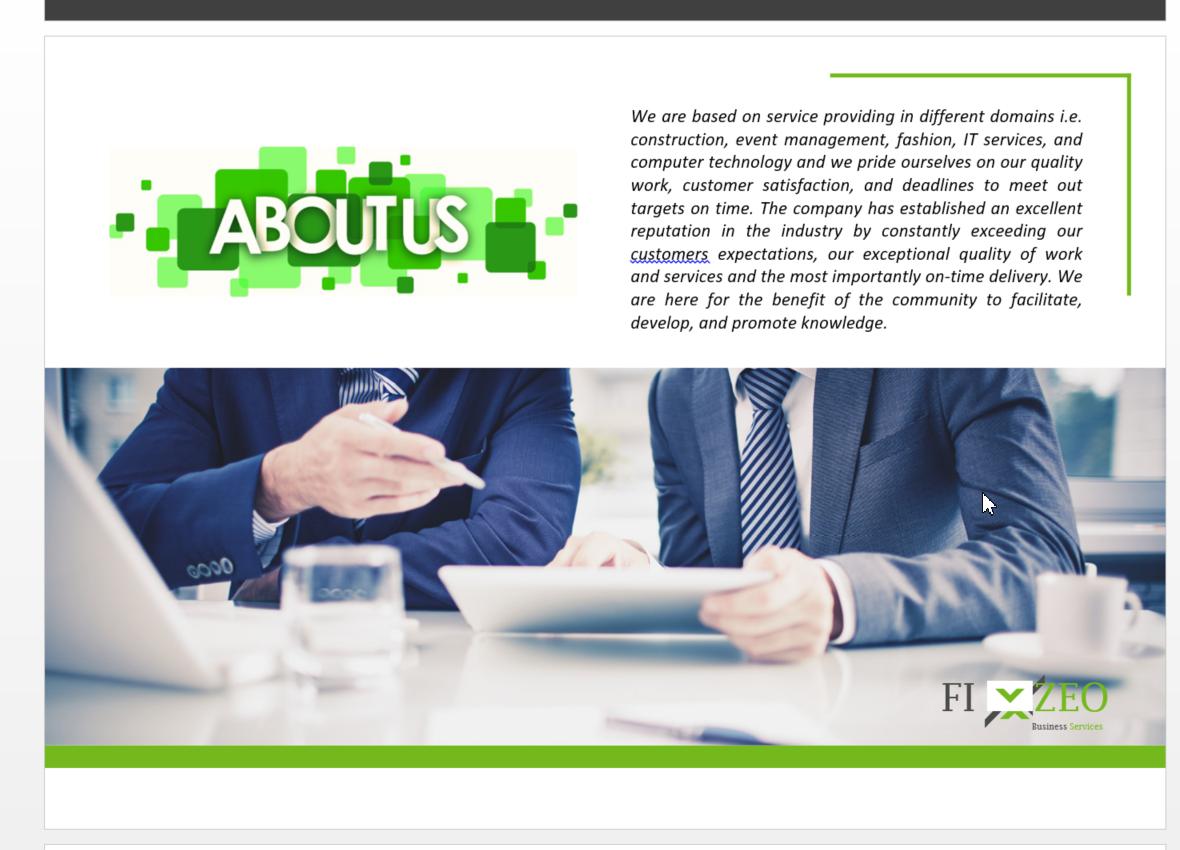 ABOUT US
We are based on service providing in different domains i.e.
construction, event management, fashion, IT services, and
computer technology and we pride ourselves on our quality
work, customer satisfaction, and deadlines to meet out
targets on time. The company has established an excellent
reputation in the industry by constantly exceeding our
customers expectations, our exceptional quality of work
and services and the most importantly on-time delivery. We
are here for the benefit of the community to facilitate,
develop, and promote knowledge.
FIXZEO
Business Services